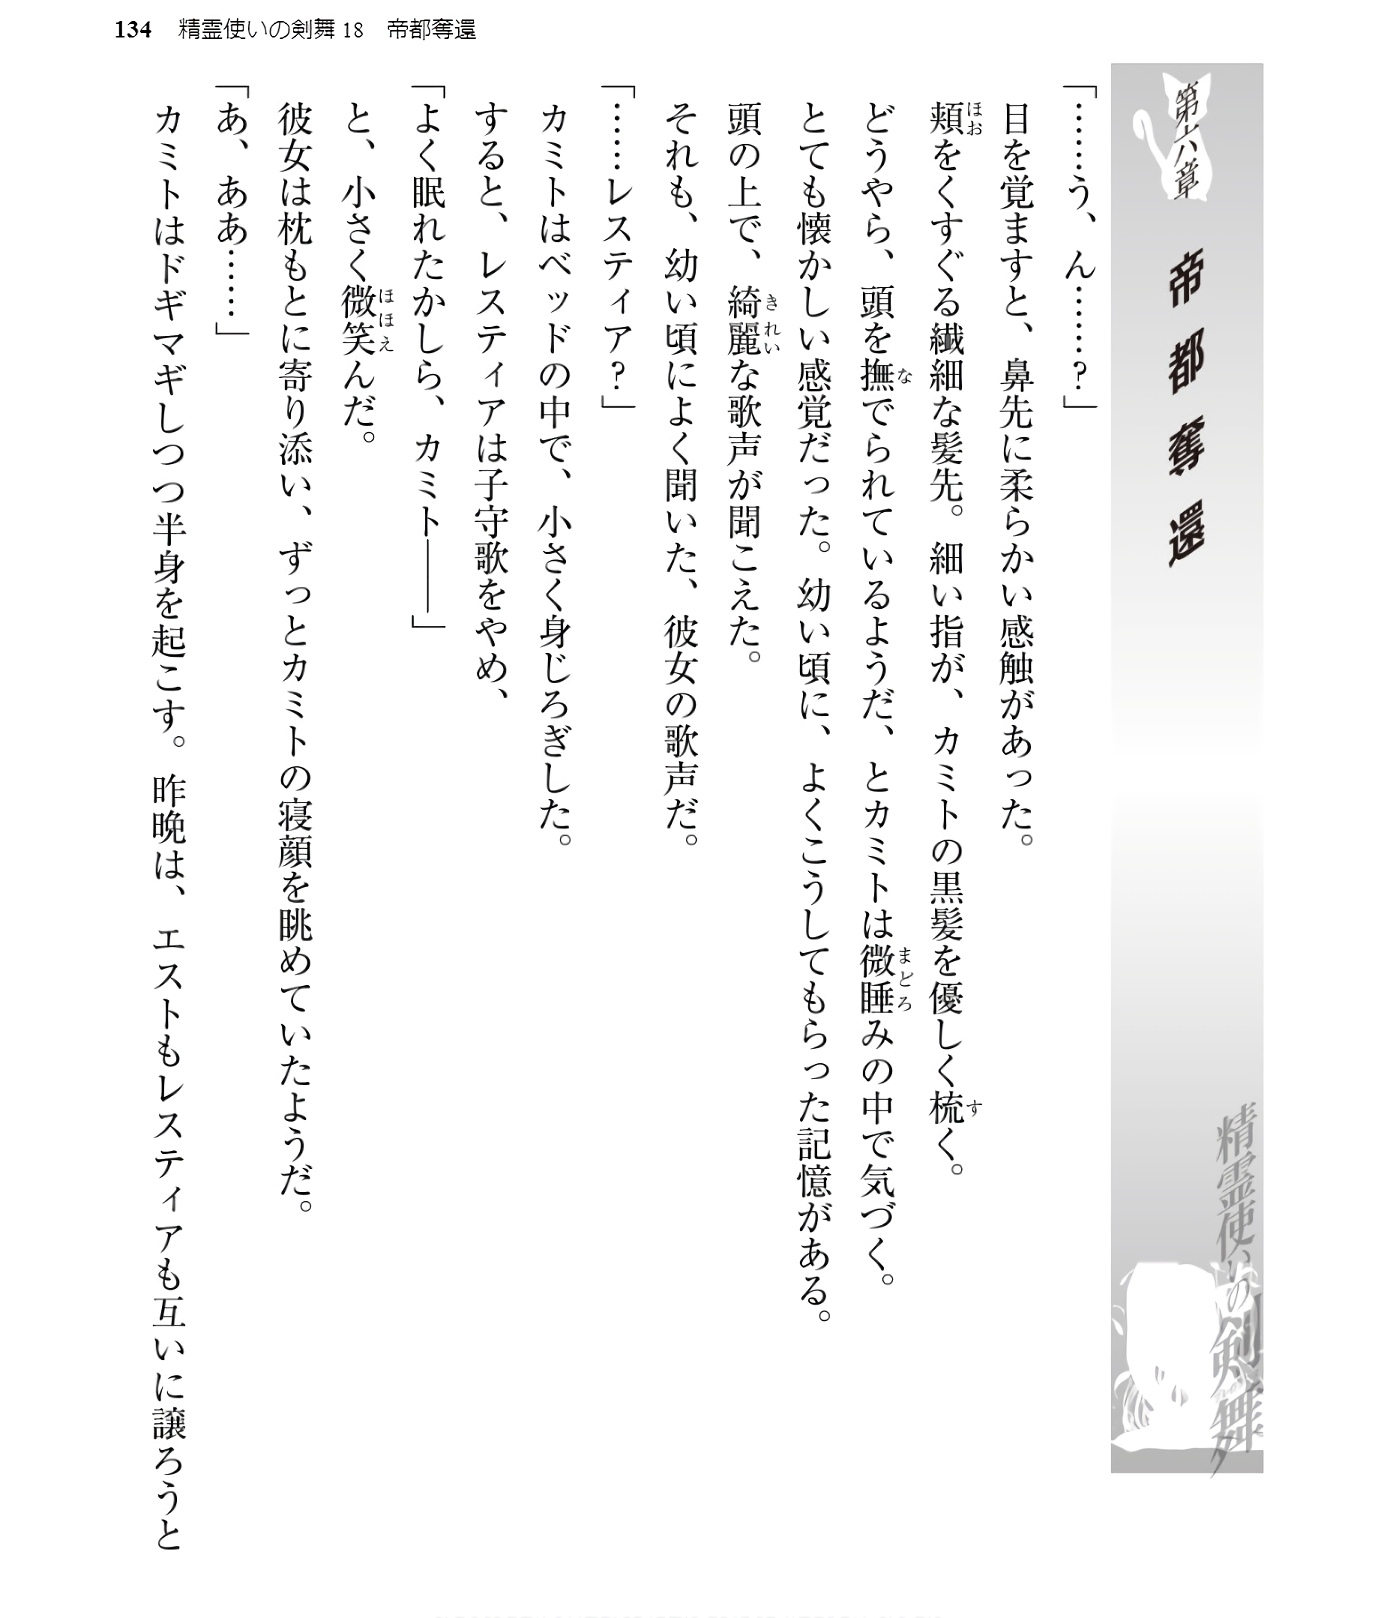 134 精霊使いの剣舞18 帝都奪還
第六章 帝都奪還
精霊使いの剣舞
「……う、ん……？」
目を覚ますと、鼻先に柔らかい感触があった。
頬をくすぐる繊細な髪先。細い指が、カミトの黒髪を優しく梳く。
どうやら、頭を撫でられているようだ、とカミトは微睡みの中で気づく。
とても懐かしい感覚だった。幼い頃に、よくこうしてもらった記憶がある。
頭の上で、綺麗な歌声が聞こえた。
それも、幼い頃によく聞いた、彼女の歌声だ。
「……レスティア？」
カミトはベッドの中で、小さく身じろぎした。
すると、レスティアは子守歌をやめ、
「よく眠れたかしら、カミト――」
と、小さく微笑んだ。
彼女は枕もとに寄り添い、ずっとカミトの寝顔を眺めていたようだ。
「あ、ああ……」
カミトはドギマギしつつ半身を起こす。昨晩は、エストもレスティアも互いに譲ろうと